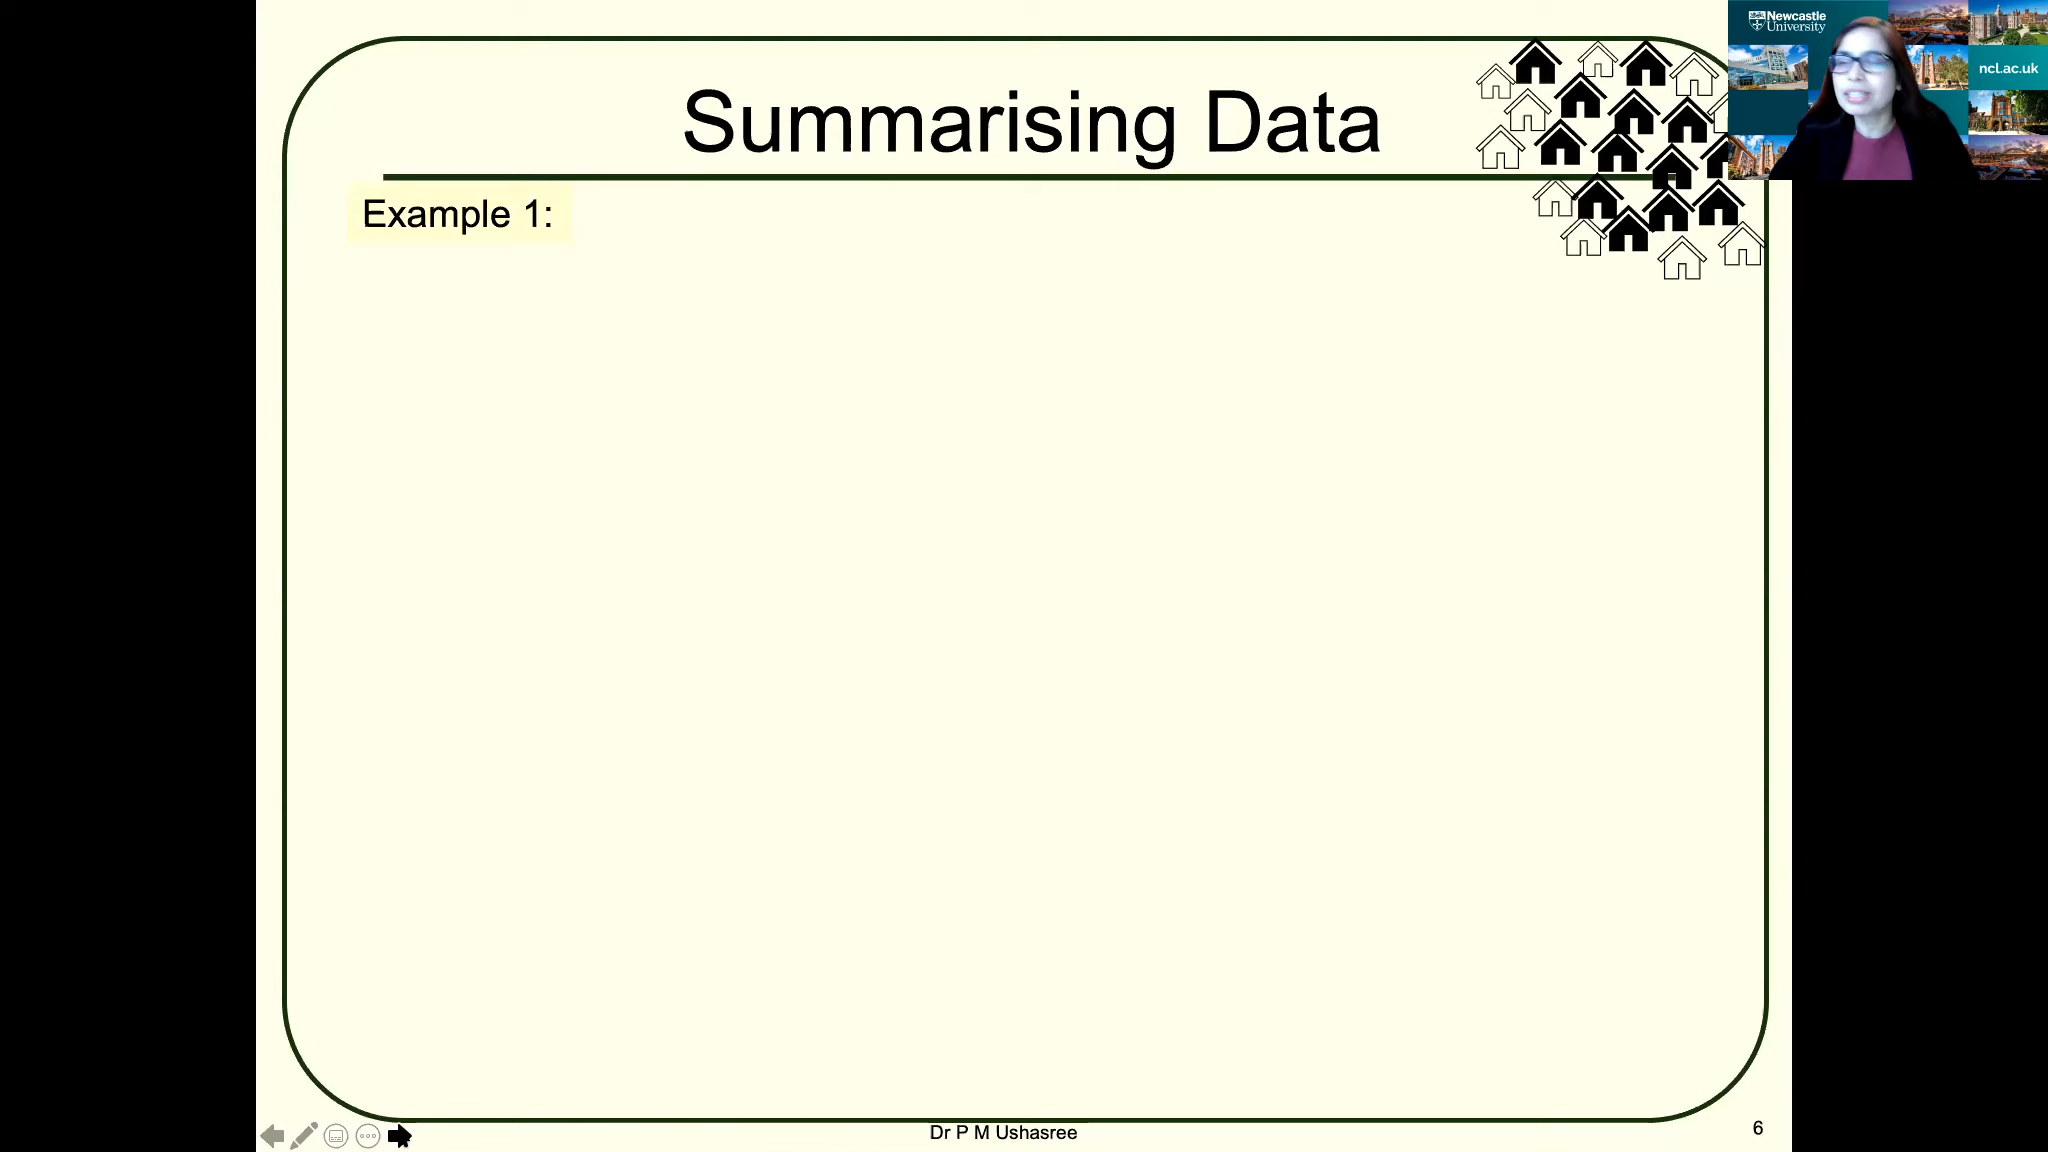 Newcastle
University
ncl.ac.uk
Summarising Data
Example 1:
Dr P M Ushasree
6